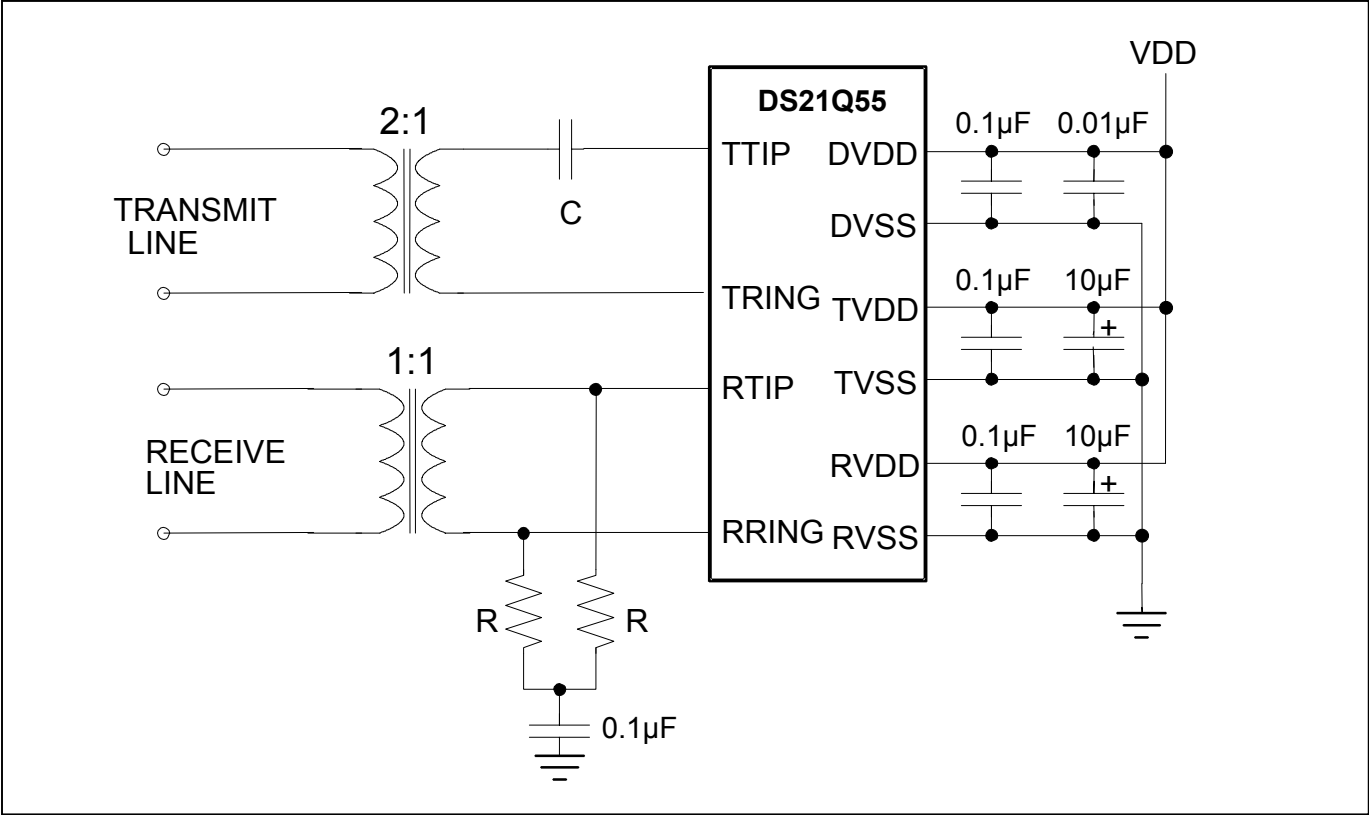 VDD
DS21Q55
2:1
0.1µF 0.01µF
TTIP DVDD
TRANSMIT
LINE
C
DVSS
TRING TVDD
0.1µF 10µF
+
1:1
RTIP TVSS
RECEIVE
LINE
0.1µF 10µF
RVDD
+
RRING RVSS
R R
0.1µF